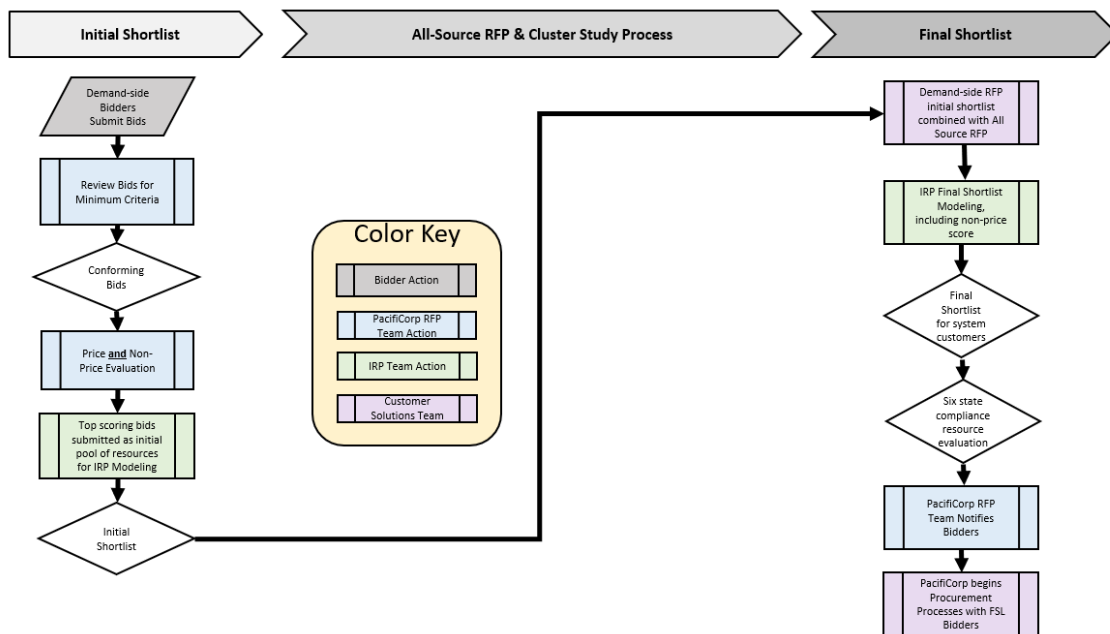 Initial Shortlist
All-Source RFP & Cluster Study Process
Final Shortlist
Demand-side
Bidders
Submit Bids
Review Bids for
Minimum Criteria
Conforming
Bids
Price and Non-
Price Evaluation
Top scoring bids
submitted as initial
pool of resources
for IRP Modeling
Initial
Shortlist
Color Key
Bidder Action
PacifiCorp RFP
Team Action
IRP Team Action
Customer
Solutions Team
Demand-side RFP
initial shortlist
combined with All
Source RFP
IRP Final Shortlist
Modeling,
including non-price
score
Final
Shortlist
for system
customers
Six state
compliance
resource
evaluation
PacifiCorp RFP
Team Notifies
Bidders
PacifiCorp begins
Procurement
Processes with FSL
Bidders